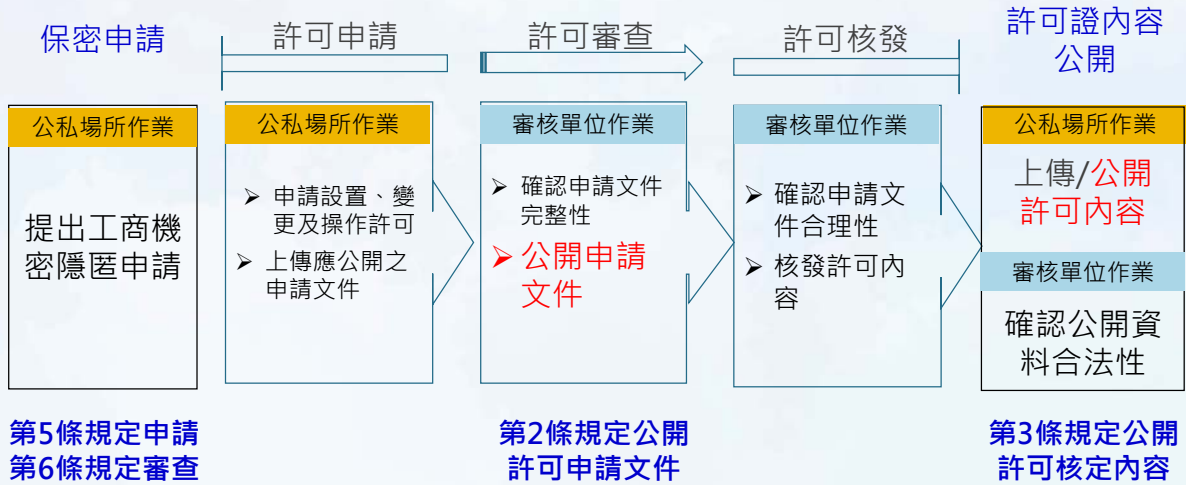 保密申請
許可申請
許可審查
許可核發
許可證內容
公開
公私場所作業
提出工商機
密隱匿申請
公私場所作業
➢ 申請設置、變
更及操作許可
➢ 上傳應公開之
申請文件
審核單位作業
➢ 確認申請文件
完整性
➢ 公開申請
文件
審核單位作業
➢ 確認申請文
件合理性
➢ 核發許可內
容
公私場所作業
上傳/公開
許可內容
審核單位作業
確認公開資
料合法性
第5條規定申請
第6條規定審查
第2條規定公開
許可申請文件
第3條規定公開
許可核定內容